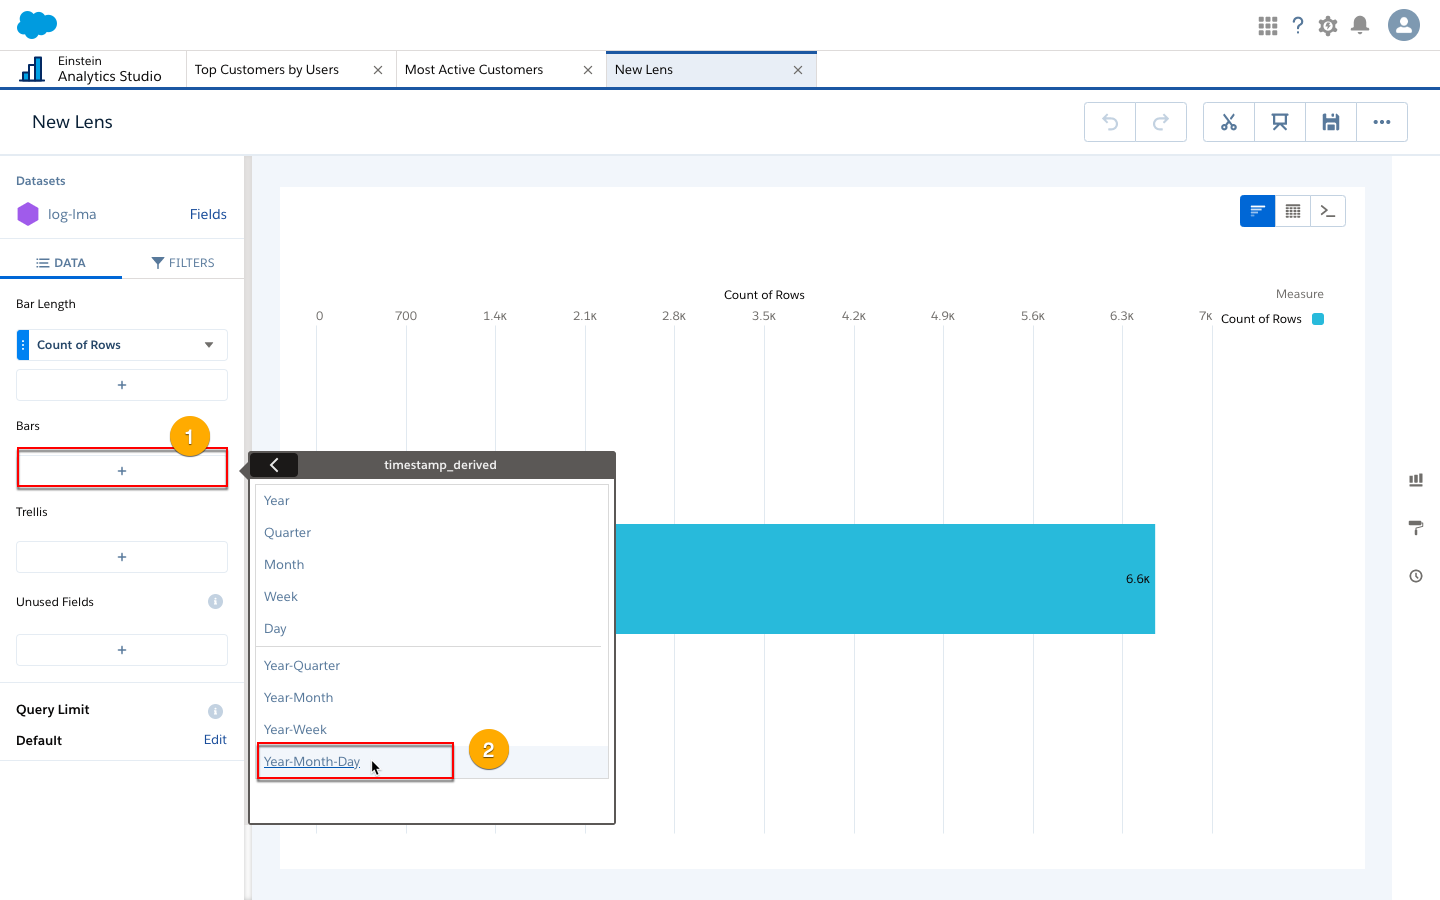 Einstein
Analytics Studio
Top Customers by Users
Most Active Customers
New Lens
New Lens
Datasets
log-lma
Fields
DATA
FILTERS
Bar Length
Count of Rows
+
Bars
1
+
Trellis
+
Unused Fields
+
Query Limit
Default
Edit
timestamp_derived
Year
Quarter
Month
Week
Day
Year-Quarter
Year-Month
Year-Week
Year-Month-Day
2
Count of Rows
0 700 1.4K 2.1K 2.8K 3.5K 4.2K 4.9K 5.6K 6.3K 7K
Measure
Count of Rows
6.6K